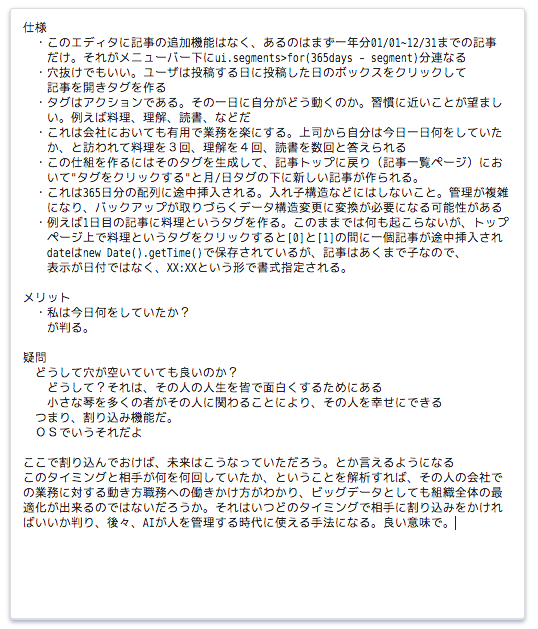 仕様
・このエディタに記事の追加機能はなく、あるのはまず一年分01/01~12/31までの記事
だけ。それがメニューバー下にui.segments>for(365days - segment)分連なる
・穴抜けでもいい。ユーザは投稿する日に投稿した日のボックスをクリックして
記事を開きタグを作る
・タグはアクションである。その一日に自分がどう動くのか。習慣に近いことが望まし
い。例えば料理、理解、読書、などだ
・これは会社においても有用で業務を楽にする。上司から自分は今日一日何をしていた
か、と訪われて料理を３回、理解を４回、読書を数回と答えられる
・この仕組を作るにはそのタグを生成して、記事トップに戻り（記事一覧ページ）にお
いて"タグをクリックする"と月/日タグの下に新しい記事が作られる。
・これは365日分の配列に途中挿入される。入れ子構造などにはしないこと。管理が複雑
になり、バックアップが取りづらくデータ構造変更に変換が必要になる可能性がある
・例えば1日目の記事に料理というタグを作る。このままでは何も起こらないが、トップ
ページ上で料理というタグをクリックすると[0]と[1]の間に一個記事が途中挿入され
dateはnew Date().getTime()で保存されているが、記事はあくまで子なので、
表示が日付ではなく、XX:XXという形で書式指定される。
メリット
・私は今日何をしていたか？
が判る。
疑問
どうして穴が空いていても良いのか？
どうして？それは、その人の人生を皆で面白くするためにある
小さな琴を多くの者がその人に関わることにより、その人を幸せにできる
つまり、割り込み機能だ。
ＯＳでいうそれだよ
ここで割り込んでおけば、未来はこうなっていただろう。とか言えるようになる
このタイミングと相手が何を何回していたか、ということを解析すれば、その人の会社で
の業務に対する動き方職務への働きかけ方がわかり、ビッグデータとしても組織全体の最
適化が出来るのではないだろうか。それはいつどのタイミングで相手に割り込みをかけれ
ばいいか判り、後々、AIが人を管理する時代に使える手法になる。良い意味で。